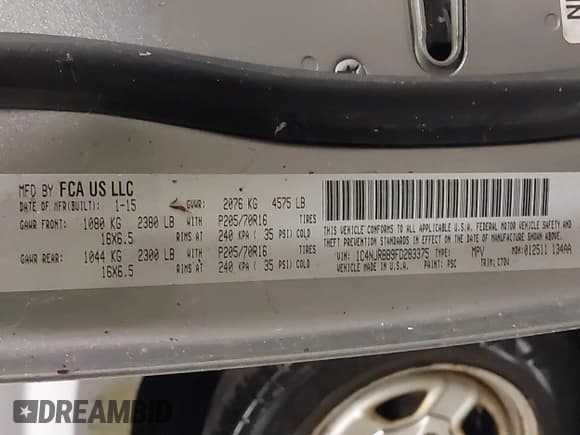 MFD BY FCA US LLC
DATE OF MFR(BUILT): 1-15 GVWR: 2076 KG 4575 LB
GAWR FRONT: 1080 KG 2380 LB WITH P205/70R16 TIRES
16X6.5 RIMS AT 240 KPA ( 35 PSI) COLD
GAWR REAR: 1044 KG 2300 LB WITH P205/70R16 TIRES
16X6.5 RIMS AT 240 KPA ( 35 PSI) COLD
THIS VEHICLE CONFORMS TO ALL APPLICABLE U.S.A. FEDERAL MOTOR VEHICLE
SAFETY STANDARDS IN EFFECT ON THE DATE OF MANUFACTURE SHOWN ABOVE.
VIN: 1C4NJRBB9FD283375 TYPE: MPV MDH: 012511 134AA
MADE IN U.S.A. PAINT: PSC TRIM: CTDV
DREAMBID